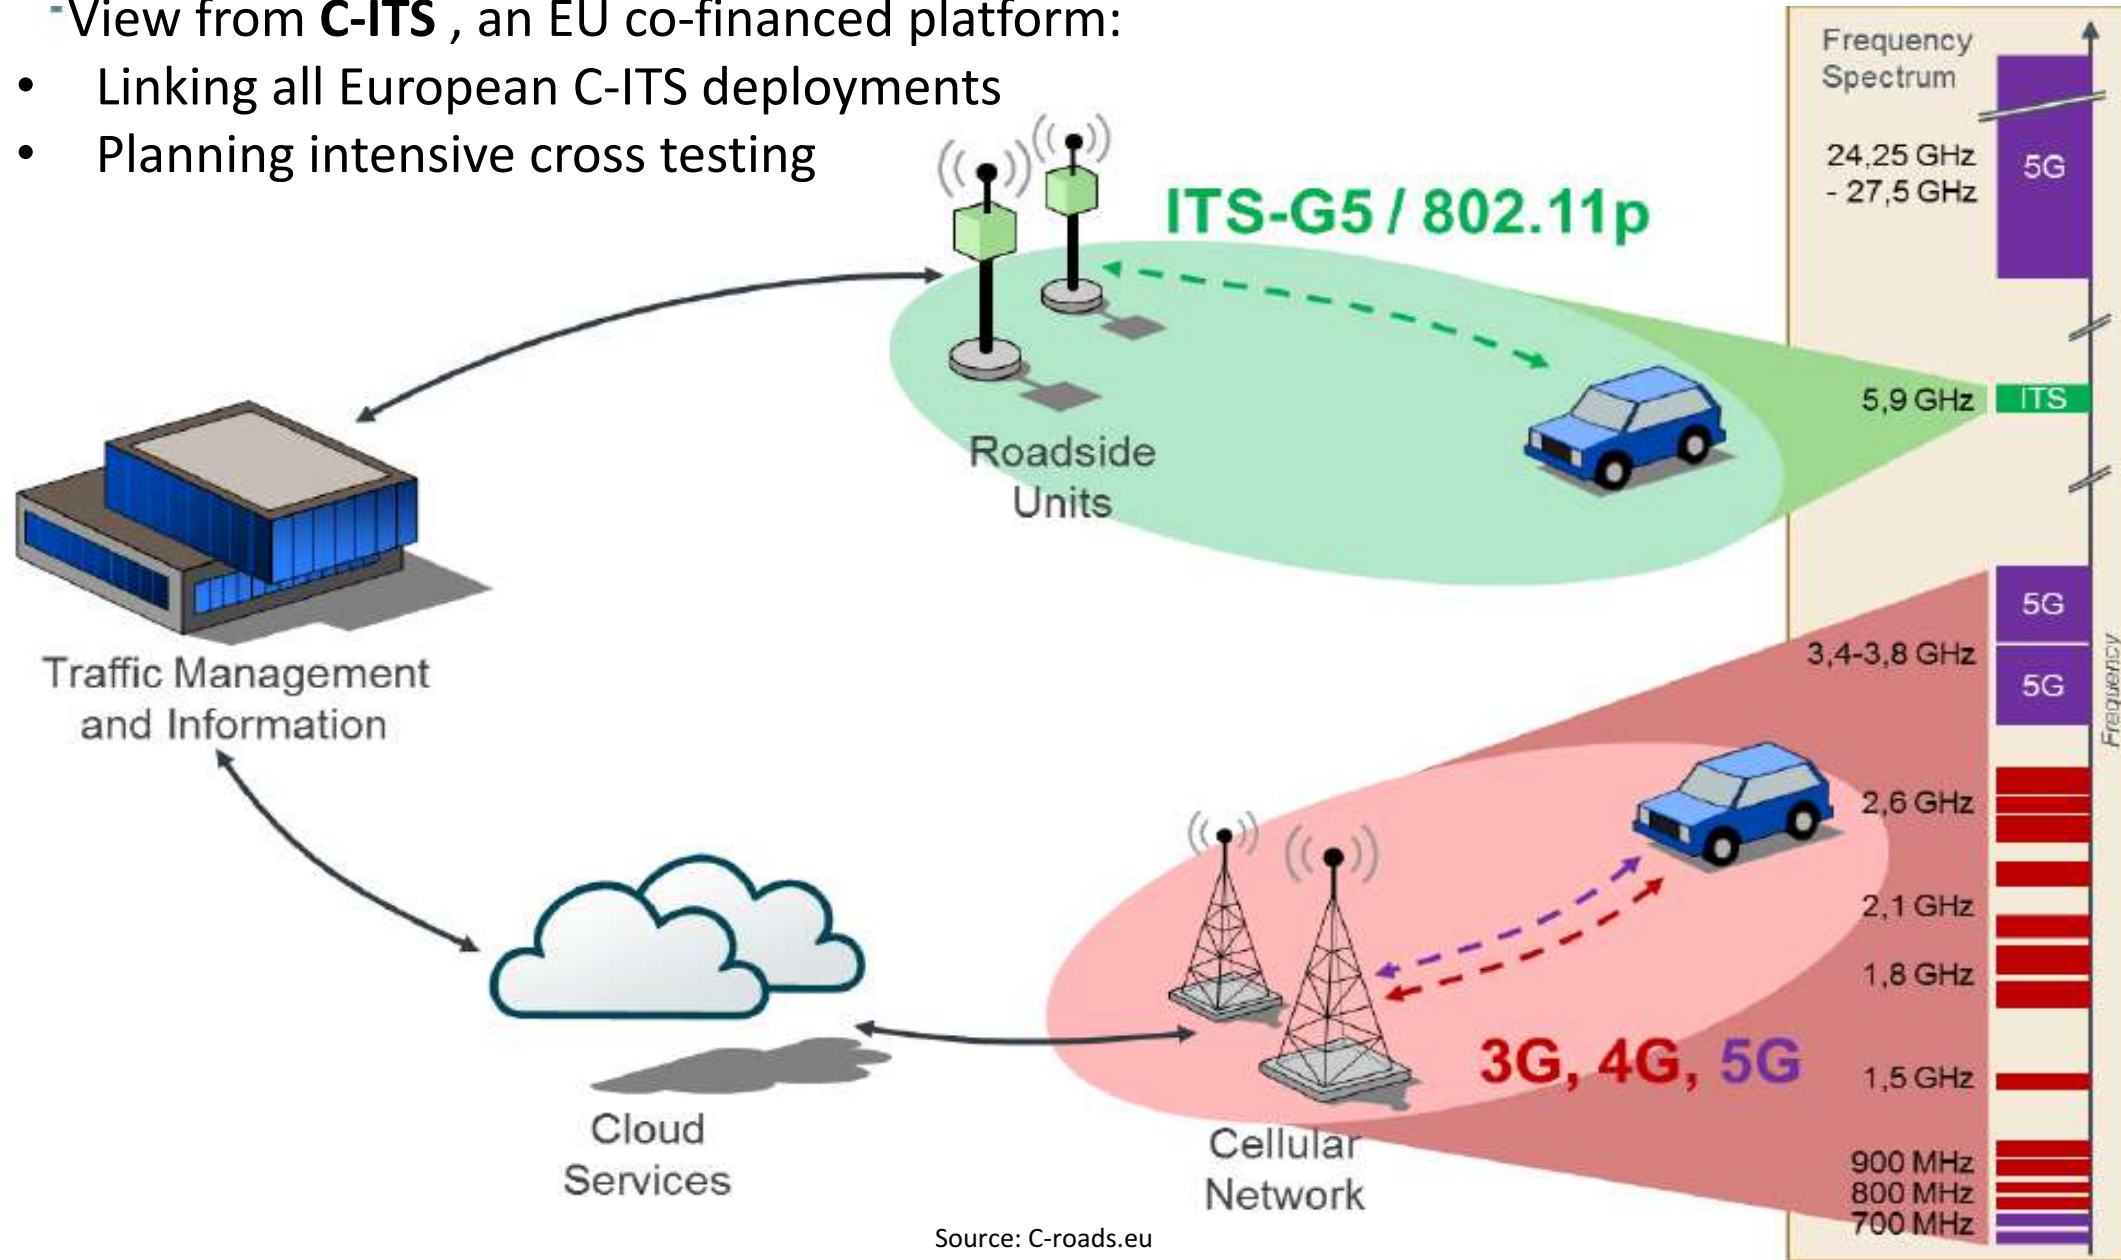 -View from C-ITS , an EU co-financed platform:
• Linking all European C-ITS deployments
• Planning intensive cross testing
Frequency
Spectrum
24,25 GHz
- 27,5 GHz
5G
ITS-G5 / 802.11p
5,9 GHz
ITS
Roadside
Units
5G
3,4-3,8 GHz
5G
Frequency
Traffic Management
and Information
2,6 GHz
2,1 GHz
1,8 GHz
3G, 4G, 5G
1,5 GHz
Cloud
Services
Cellular
Network
900 MHz
800 MHz
700 MHz
Source: C-roads.eu